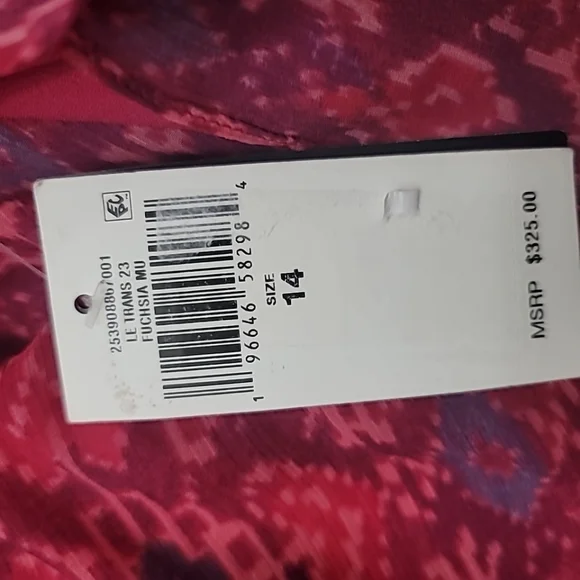 253908867001
LE TRANS 23
FUCHSIA MU
1 96646 58298 4
SIZE
14
MSRP $325.00